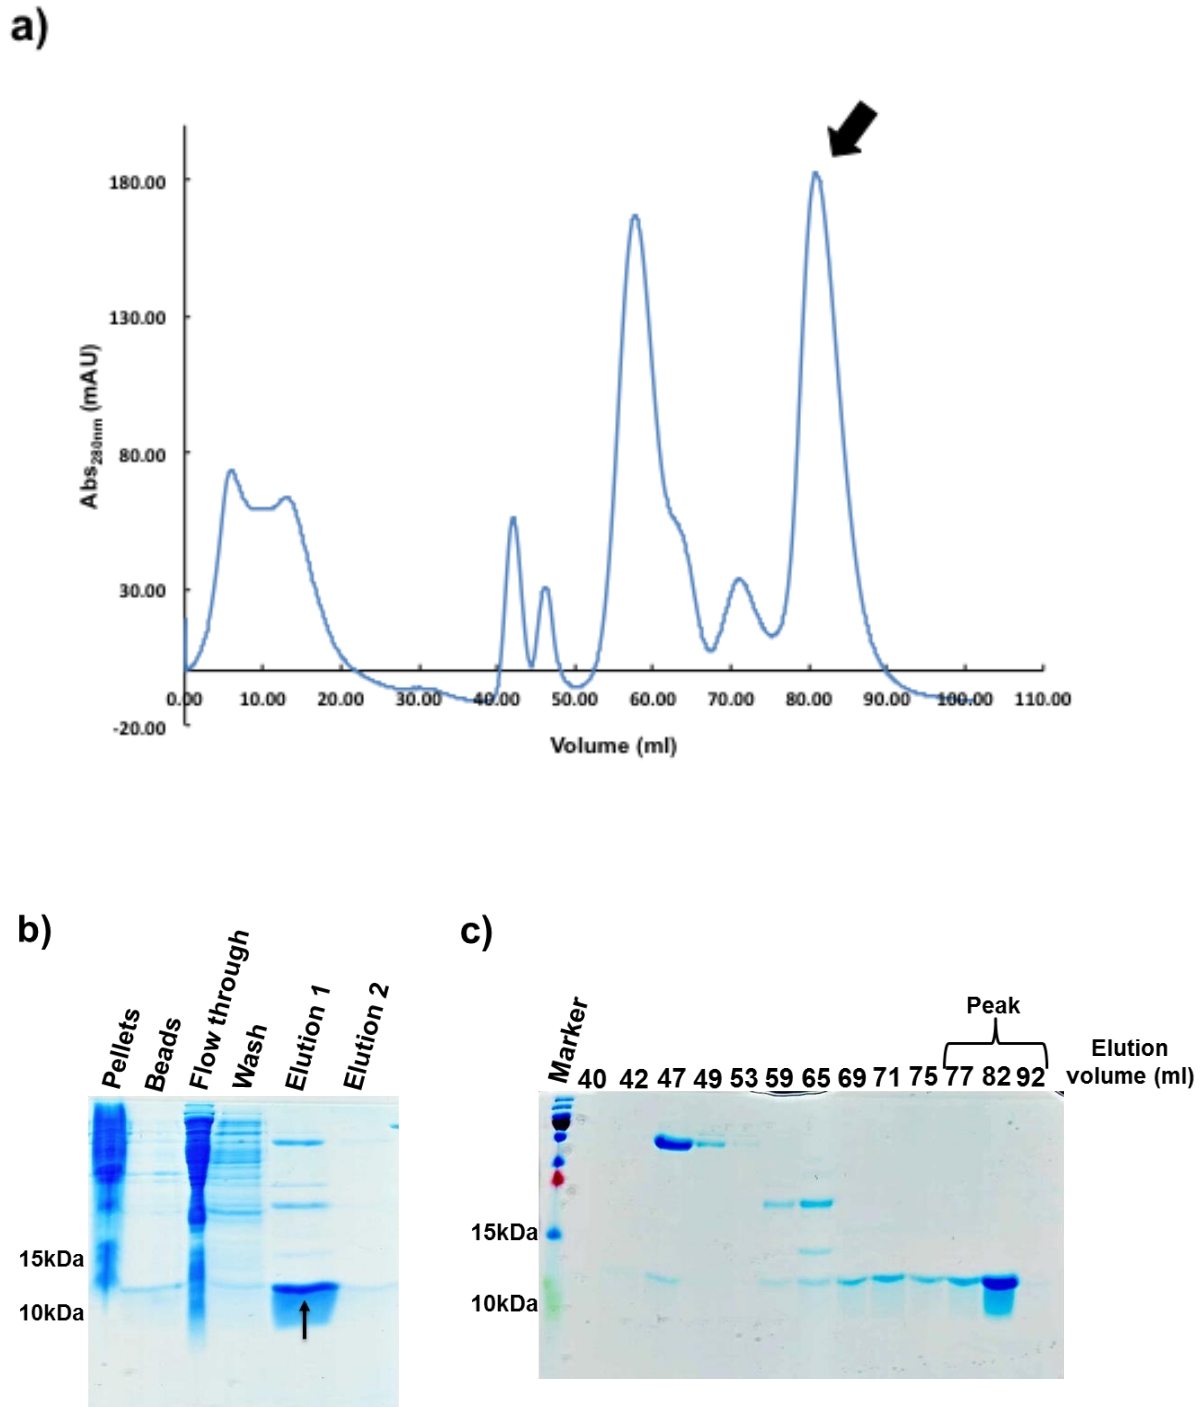 a)
180.00
130.00
80.00
30.00
-20.00
Abs280nm (mAU)
0.00 10.00 20.00 30.00 40.00 50.00 60.00 70.00 80.00 90.00 100.00 110.00
Volume (ml)
b)
Pellets
Beads
Flow through
Wash
Elution 1
Elution 2
15kDa
10kDa
c)
Marker
Peak
40 42 47 49 53 59 65 69 71 75 77 82 92
Elution
volume (ml)
15kDa
10kDa